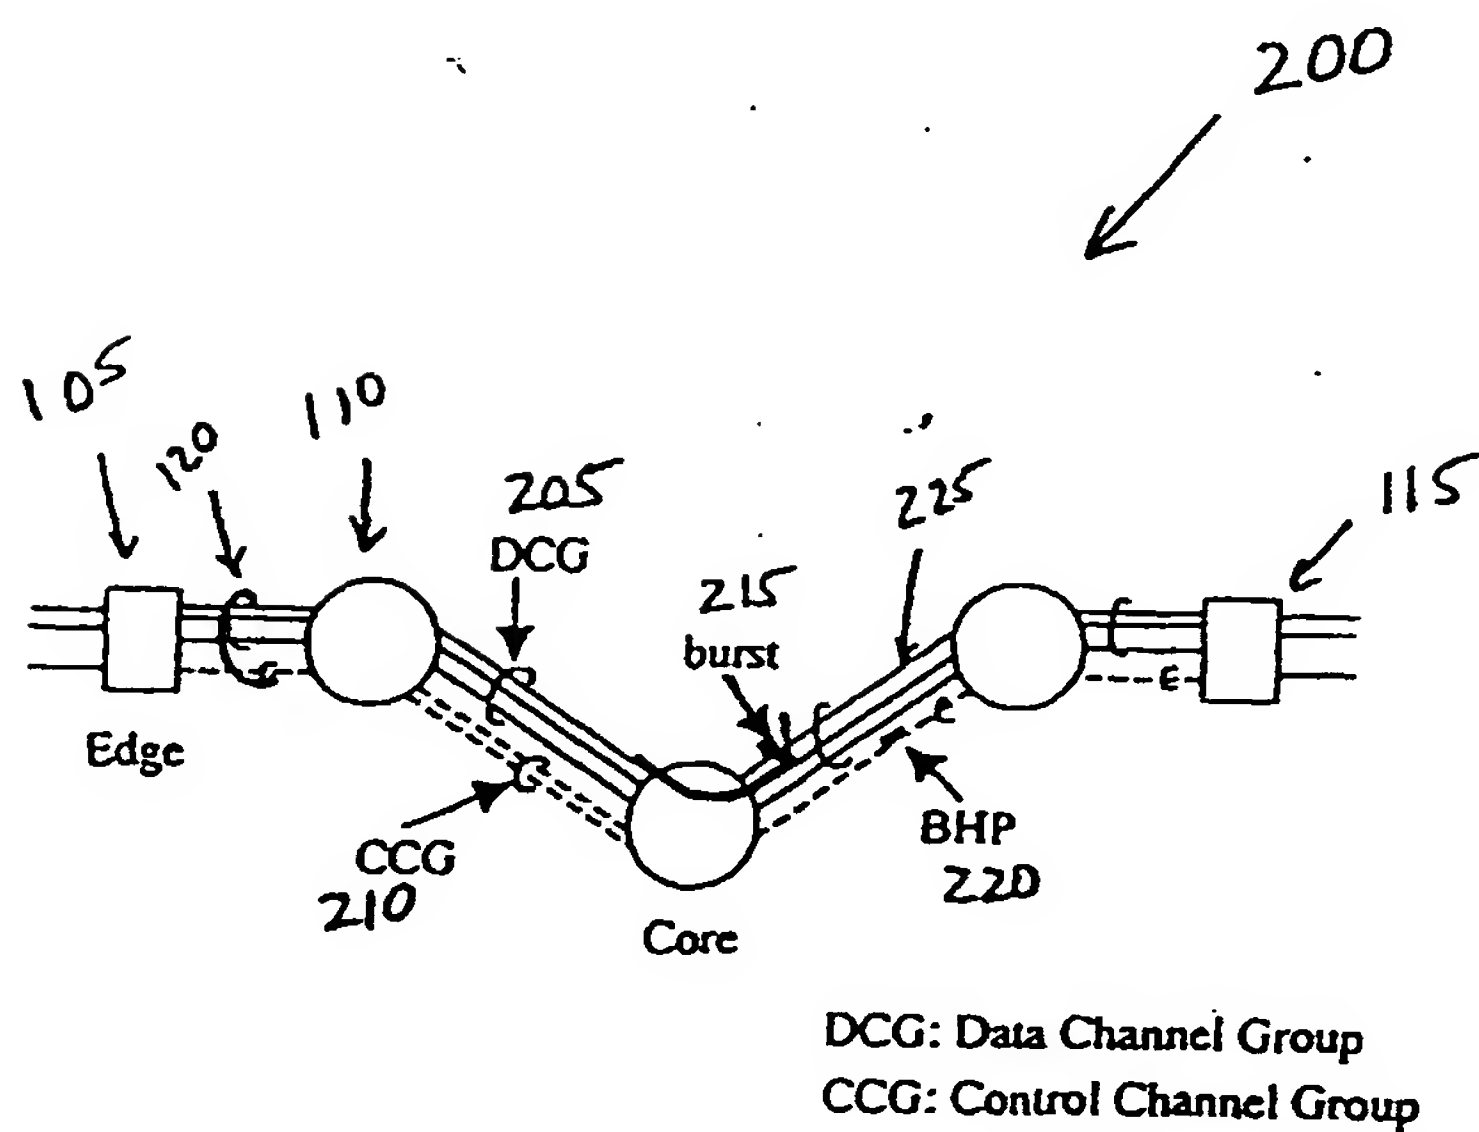 200
105
120
110
205
DCG
215
burst
225
115
Edge
CCG
210
BHP
220
Core
DCG: Data Channel Group
CCG: Control Channel Group